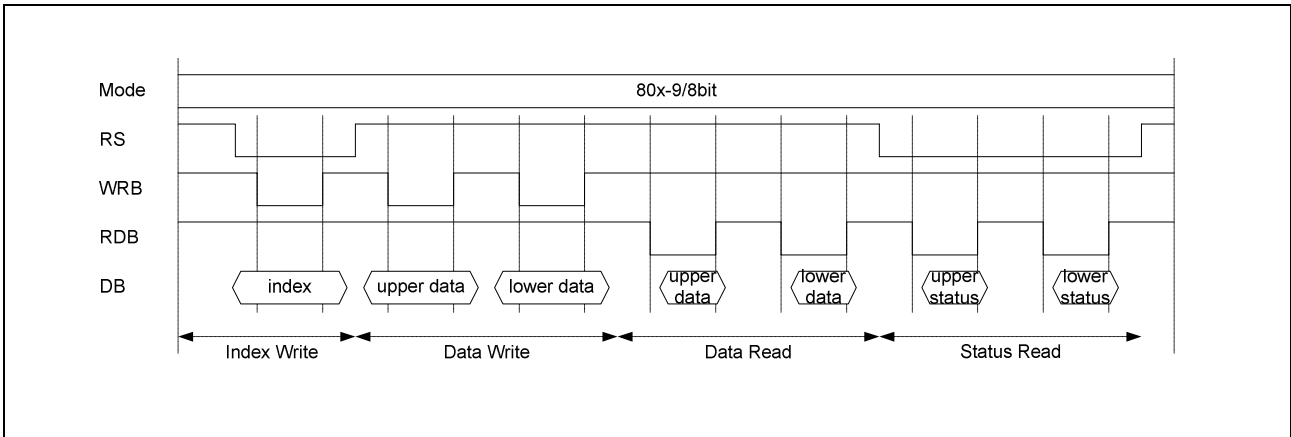 Mode 80x-9/8bit
RS
WRB
RDB
DB index upper data lower data upper data lower data upper status lower status
Index Write Data Write Data Read Status Read